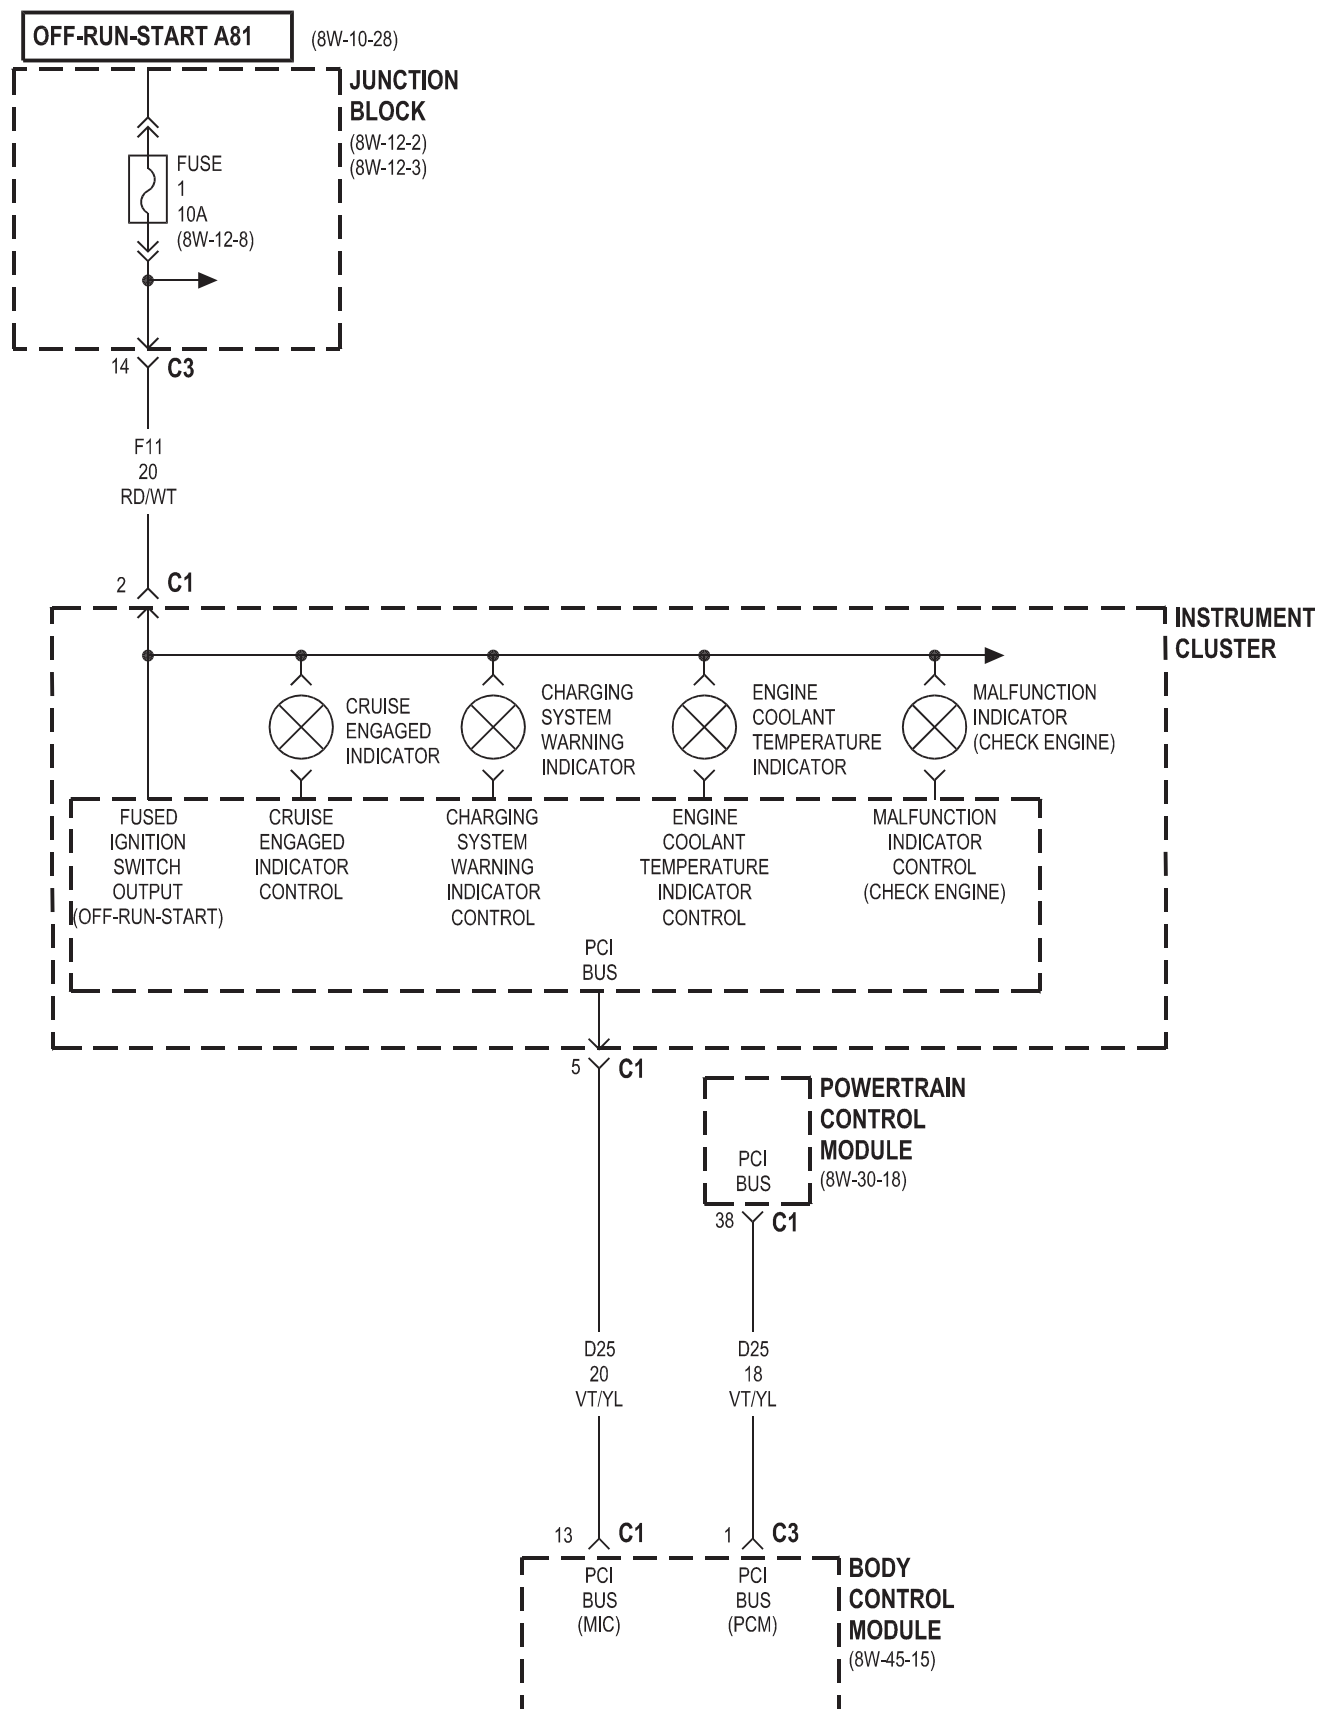 OFF-RUN-START A81
(8W-10-28)
JUNCTION
BLOCK
(8W-12-2)
(8W-12-3)
FUSE
1
10A
(8W-12-8)
14
C3
F11
20
RD/WT
2
C1
INSTRUMENT
CLUSTER
CRUISE
ENGAGED
INDICATOR
CHARGING
SYSTEM
WARNING
INDICATOR
ENGINE
COOLANT
TEMPERATURE
INDICATOR
MALFUNCTION
INDICATOR
(CHECK ENGINE)
FUSED
IGNITION
SWITCH
OUTPUT
(OFF-RUN-START)
CRUISE
ENGAGED
INDICATOR
CONTROL
CHARGING
SYSTEM
WARNING
INDICATOR
CONTROL
ENGINE
COOLANT
TEMPERATURE
INDICATOR
CONTROL
MALFUNCTION
INDICATOR
CONTROL
(CHECK ENGINE)
PCI
BUS
5
C1
POWERTRAIN
CONTROL
MODULE
(8W-30-18)
PCI
BUS
38
C1
D25
20
VT/YL
D25
18
VT/YL
13
C1
1
C3
PCI
BUS
(MIC)
PCI
BUS
(PCM)
BODY
CONTROL
MODULE
(8W-45-15)